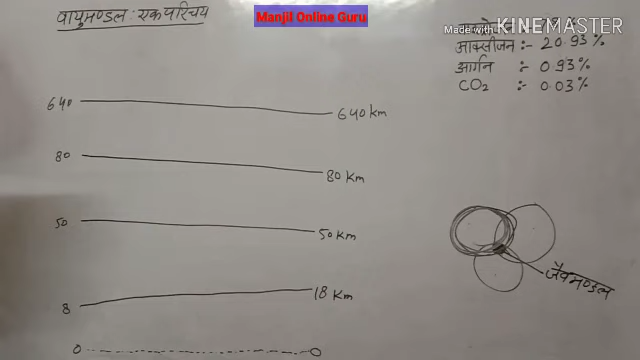 वायुमण्डल : एक परिचय
Manjil Online Guru
Made with KINEMASTER
आक्सीजन :- 20.93%
आर्गन :- 0.93%
CO2 :- 0.03%
640 640 km
80 80 Km
50 50 Km
8 18 Km
0 0
जैवमण्डल